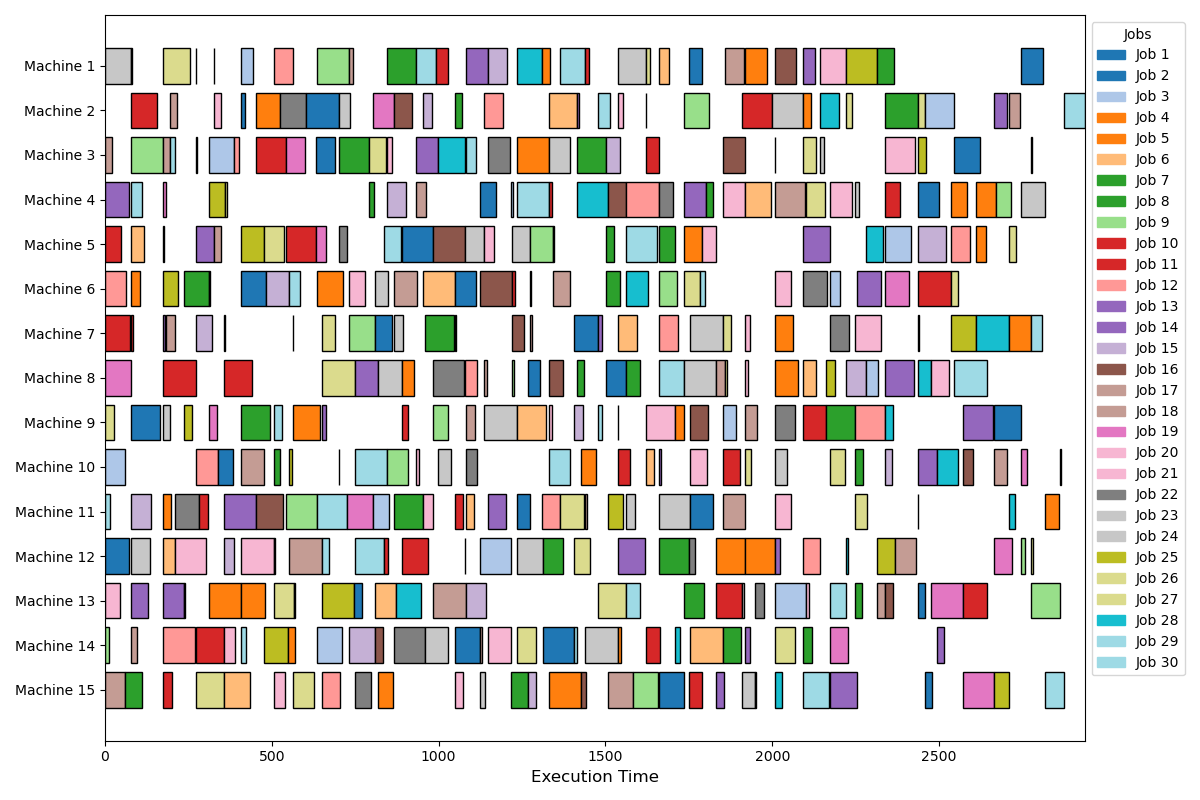 Machine 1
Machine 2
Machine 3
Machine 4
Machine 5
Machine 6
Machine 7
Machine 8
Machine 9
Machine 10
Machine 11
Machine 12
Machine 13
Machine 14
Machine 15
0 500 1000 1500 2000 2500
Execution Time
Jobs
Job 1
Job 2
Job 3
Job 4
Job 5
Job 6
Job 7
Job 8
Job 9
Job 10
Job 11
Job 12
Job 13
Job 14
Job 15
Job 16
Job 17
Job 18
Job 19
Job 20
Job 21
Job 22
Job 23
Job 24
Job 25
Job 26
Job 27
Job 28
Job 29
Job 30